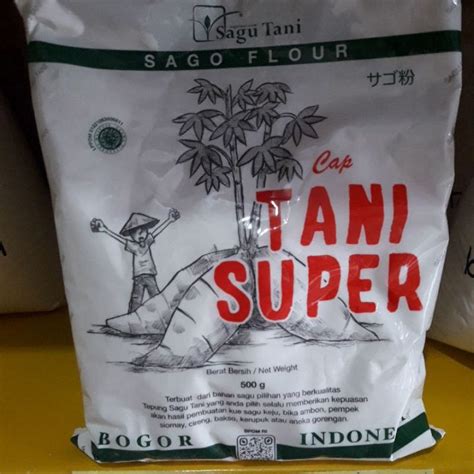 Sagu Tani
SAGO FLOUR
サゴ粉
Cap
TANI
SUPER
Berat Bersih / Net Weight
500 g
Terbuat dari bahan sagu pilihan yang berkualitas
Tepung Sagu Tani yang anda pilih selalu memberikan kepuasan
akan hasil pembuatan kue sagu keju, bika ambon, pempek
siomay, cireng, bakso, kerupuk atau aneka gorengan.
BPOM RI
BOGOR INDONE